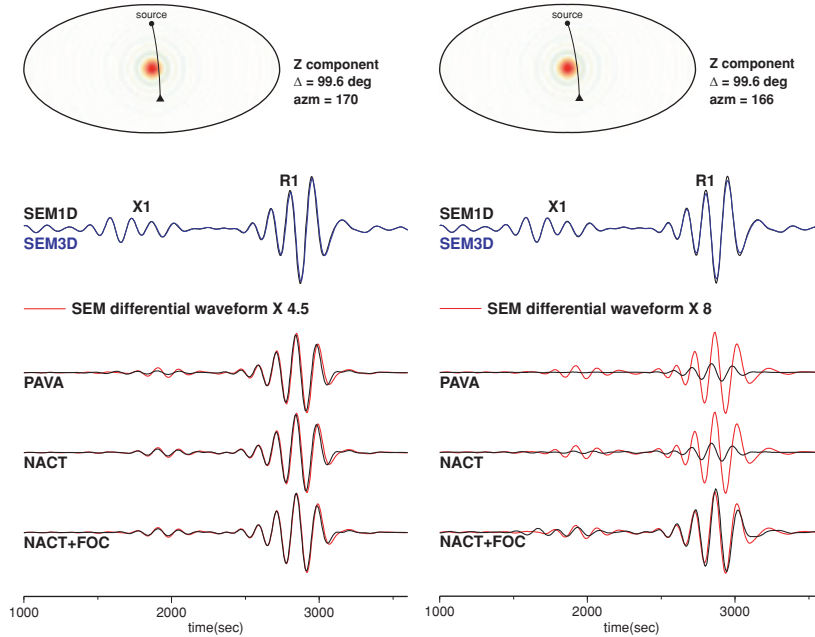 source
Z component
Δ = 99.6 deg
azm = 170
X1
R1
SEM1D
SEM3D
SEM differential waveform X 4.5
PAVA
NACT
NACT+FOC
1000
2000
3000
time(sec)
source
Z component
Δ = 99.6 deg
azm = 166
X1
R1
SEM1D
SEM3D
SEM differential waveform X 8
PAVA
NACT
NACT+FOC
1000
2000
3000
time(sec)